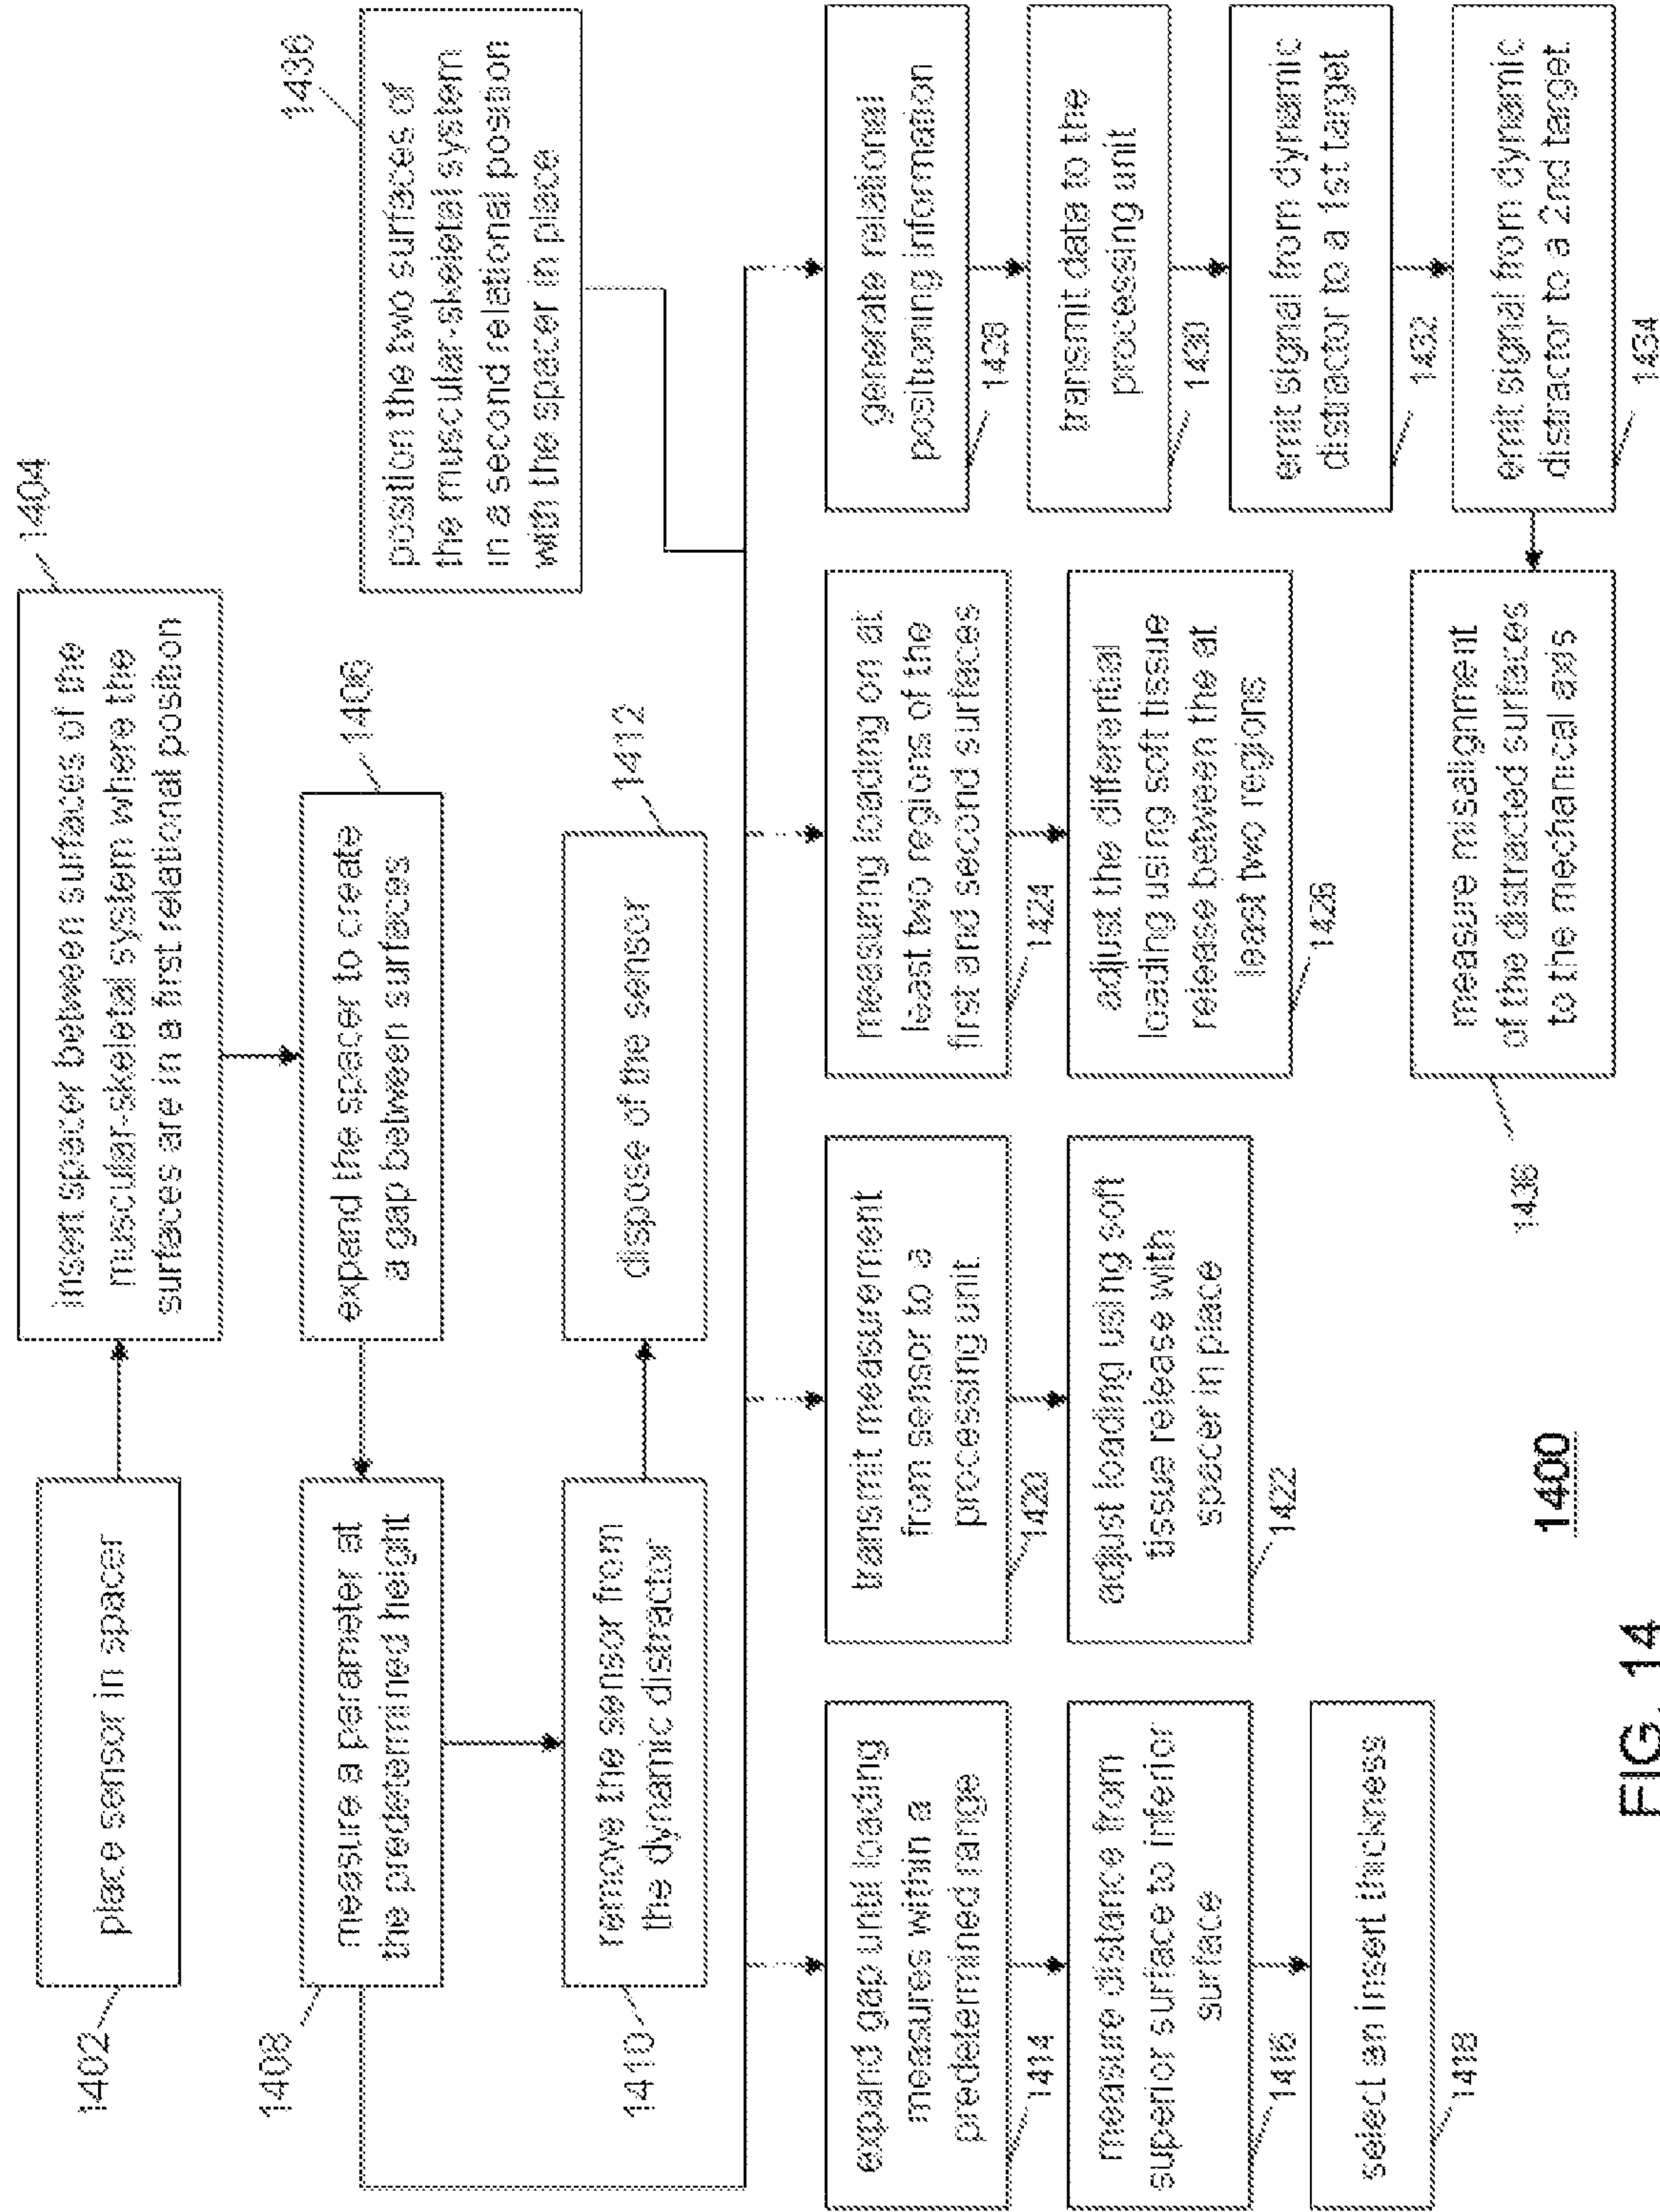 1402
place sensor in spacer
1404
insert spacer between surfaces of the
muscular-skeletal system where the
surfaces are in a first relational position
1408
measure a parameter at
the predetermined height
1406
expand the spacer to create
a gap between surfaces
1410
remove the sensor from
the dynamic distractor
1412
dispose of the sensor
1436
position the two surfaces of
the muscular-skeletal system
in a second relational position
with the spacer in place
expand gap until loading
measures within a
predetermined range
1414
measure distance from
superior surface to inferior
surface
1416
select an insert thickness
1418
transmit measurement
from sensor to a
processing unit
1420
adjust loading using soft
tissue release with
spacer in place
1422
measuring loading on at
least two regions of the
first and second surfaces
1424
adjust the differential
loading using soft tissue
release between the at
least two regions
1426
generate relational
positioning information
1428
transmit data to the
processing unit
1430
emit signal from dynamic
distractor to a 1st target
1432
emit signal from dynamic
distractor to a 2nd target
1434
1436
measure misalignment
of the distracted surfaces
to the mechanical axis
1400
FIG. 14